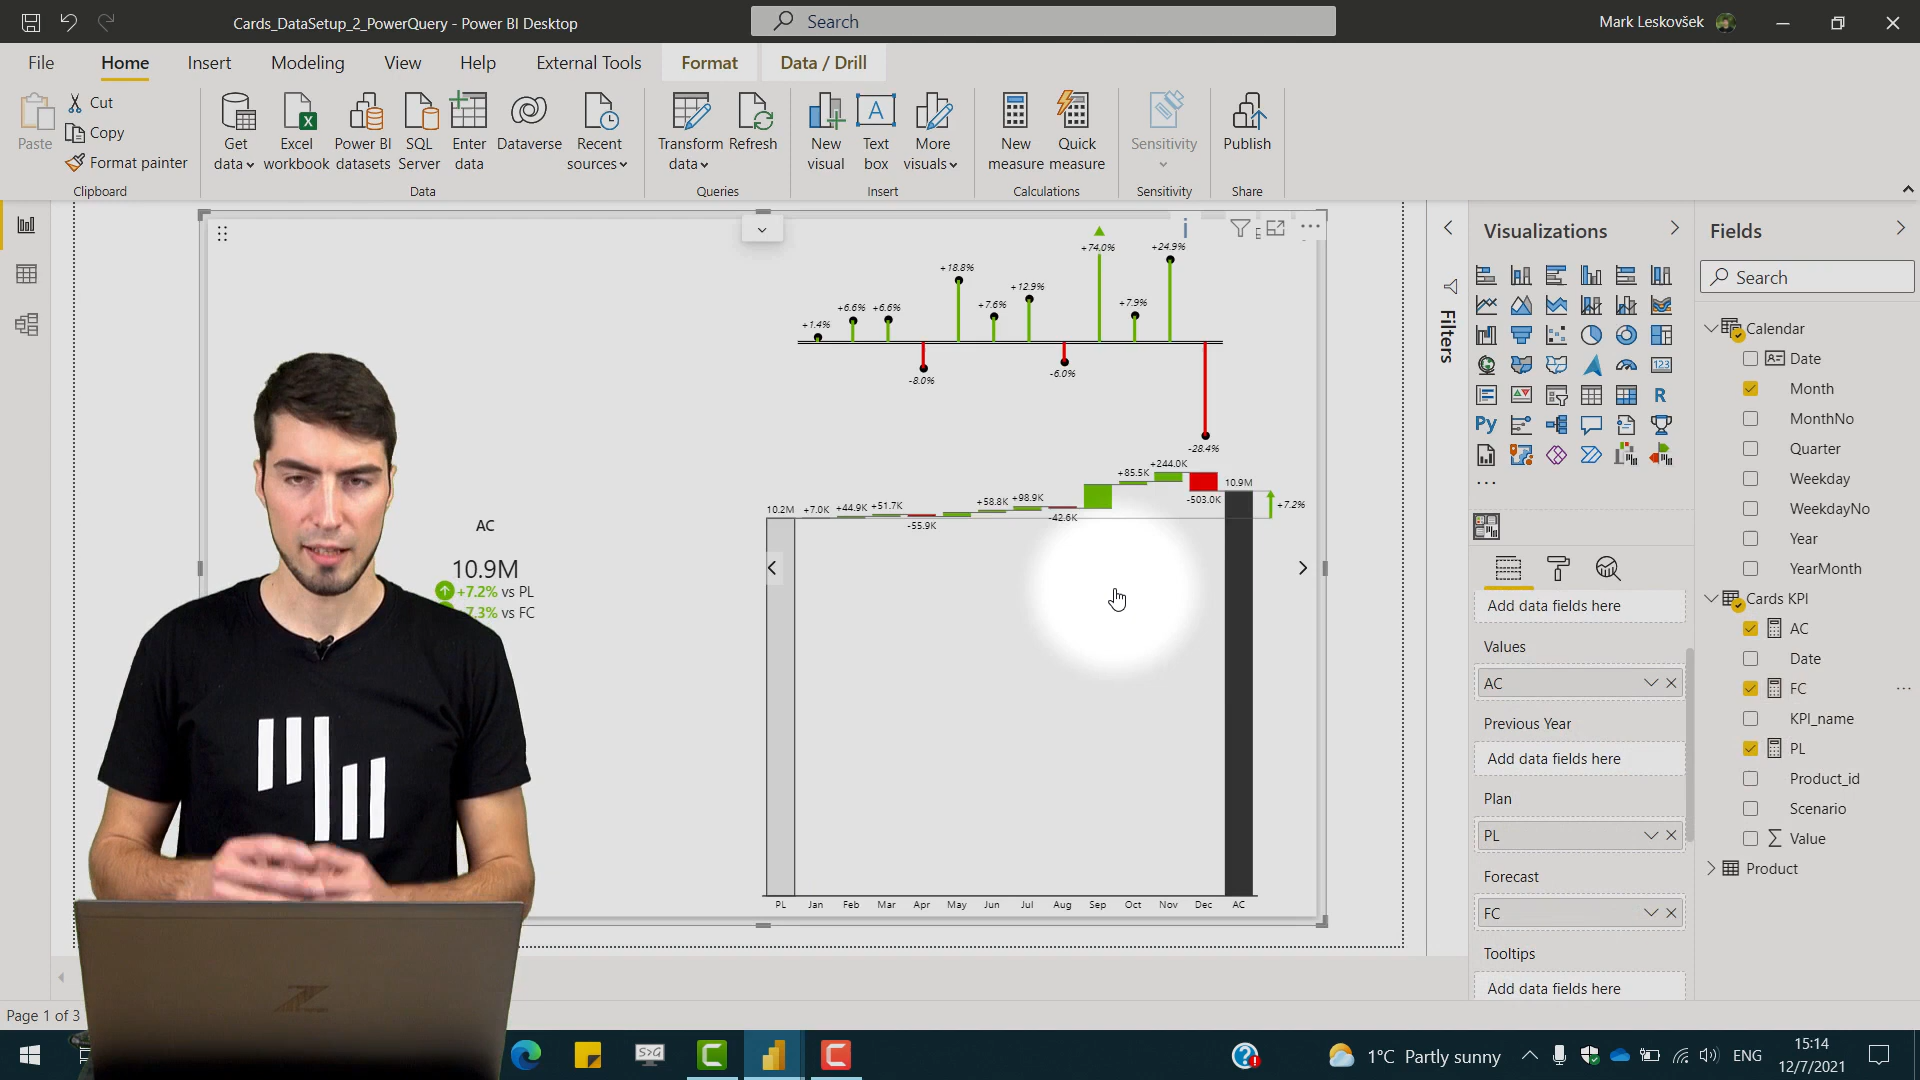 Cards_DataSetup_2_PowerQuery - Power BI Desktop
Search
Mark Leskovšek
File
Home
Insert
Modeling
View
Help
External Tools
Format
Data / Drill
Paste
Cut
Copy
Format painter
Get data
Excel workbook
Power BI datasets
SQL Server
Enter data
Dataverse
Recent sources
Transform data
Refresh
New visual
Text box
More visuals
New measure
Quick measure
Sensitivity
Publish
Clipboard
Data
Queries
Insert
Calculations
Sensitivity
Share
+1.4%
+6.6%
+6.6%
-8.0%
+18.8%
+7.6%
+12.9%
-6.0%
+74.0%
+7.9%
+24.9%
-28.4%
10.2M
+7.0K
+44.9K
+51.7K
-55.9K
+58.8K
+98.9K
-42.6K
+85.5K
+244.0K
-503.0K
10.9M
+7.2%
AC
10.9M
+7.2% vs PL
7.3% vs FC
PL
Jan
Feb
Mar
Apr
May
Jun
Jul
Aug
Sep
Oct
Nov
Dec
AC
Filters
Visualizations
Add data fields here
Values
AC
Previous Year
Add data fields here
Plan
PL
Forecast
FC
Tooltips
Add data fields here
Fields
Search
Calendar
Date
Month
MonthNo
Quarter
Weekday
WeekdayNo
Year
YearMonth
Cards KPI
AC
Date
FC
KPI_name
PL
Product_id
Scenario
Value
Product
Page 1 of 3
1°C Partly sunny
ENG
15:14
12/7/2021